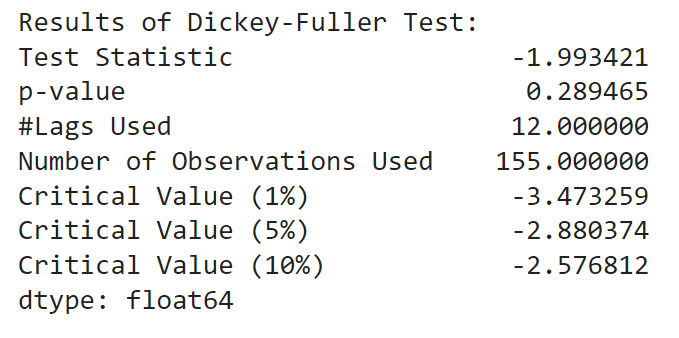 Results of Dickey-Fuller Test:
Test Statistic -1.993421
p-value 0.289465
#Lags Used 12.000000
Number of Observations Used 155.000000
Critical Value (1%) -3.473259
Critical Value (5%) -2.880374
Critical Value (10%) -2.576812
dtype: float64